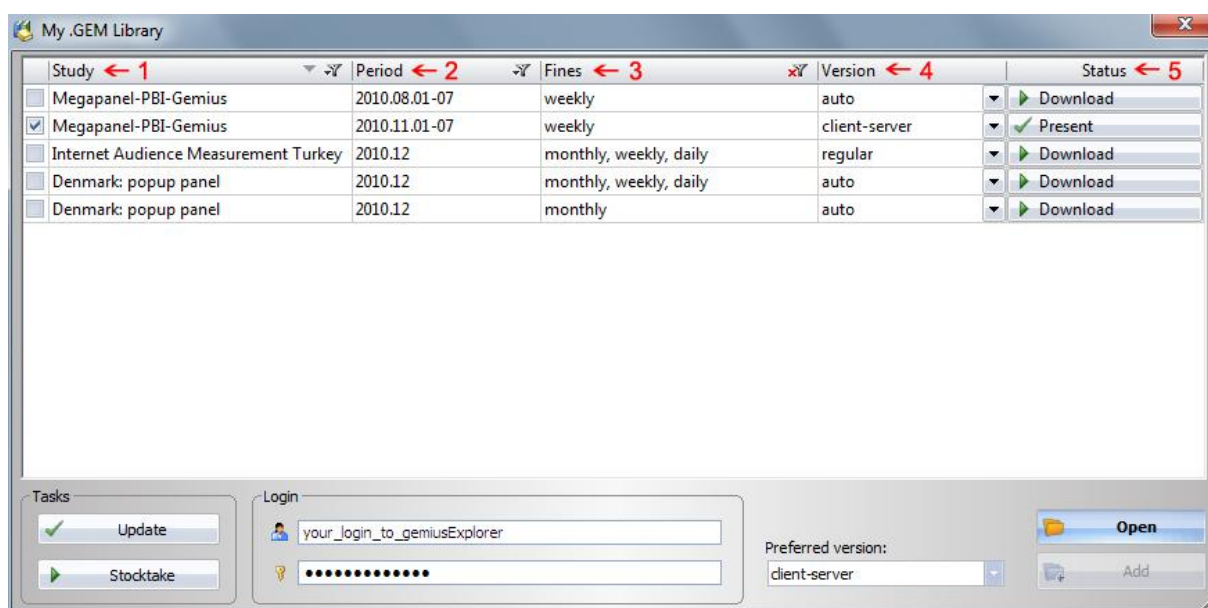 My .GEM Library
x
Study ← 1 Period ← 2 Fines ← 3 Version ← 4 Status ← 5
Megapanel-PBI-Gemius 2010.08.01-07 weekly auto Download
Megapanel-PBI-Gemius 2010.11.01-07 weekly client-server Present
Internet Audience Measurement Turkey 2010.12 monthly, weekly, daily regular Download
Denmark: popup panel 2010.12 monthly, weekly, daily auto Download
Denmark: popup panel 2010.12 monthly auto Download
Tasks Login
Update your_login_to_gemiusExplorer Open
Preferred version:
Stocktake ••••••••••••• client-server Add